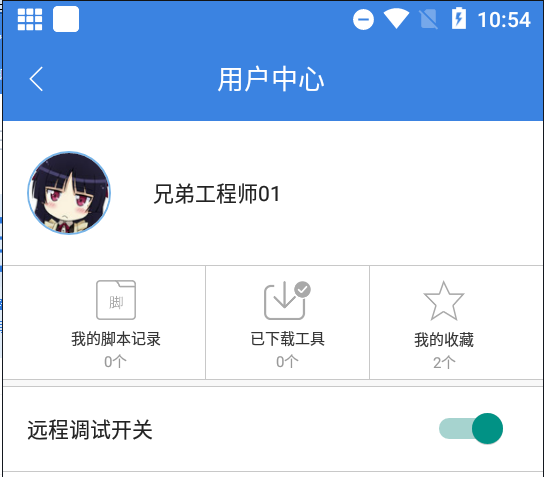 10:54
用户中心
兄弟工程师01
脚
我的脚本记录
0个
已下载工具
0个
我的收藏
2个
远程调试开关